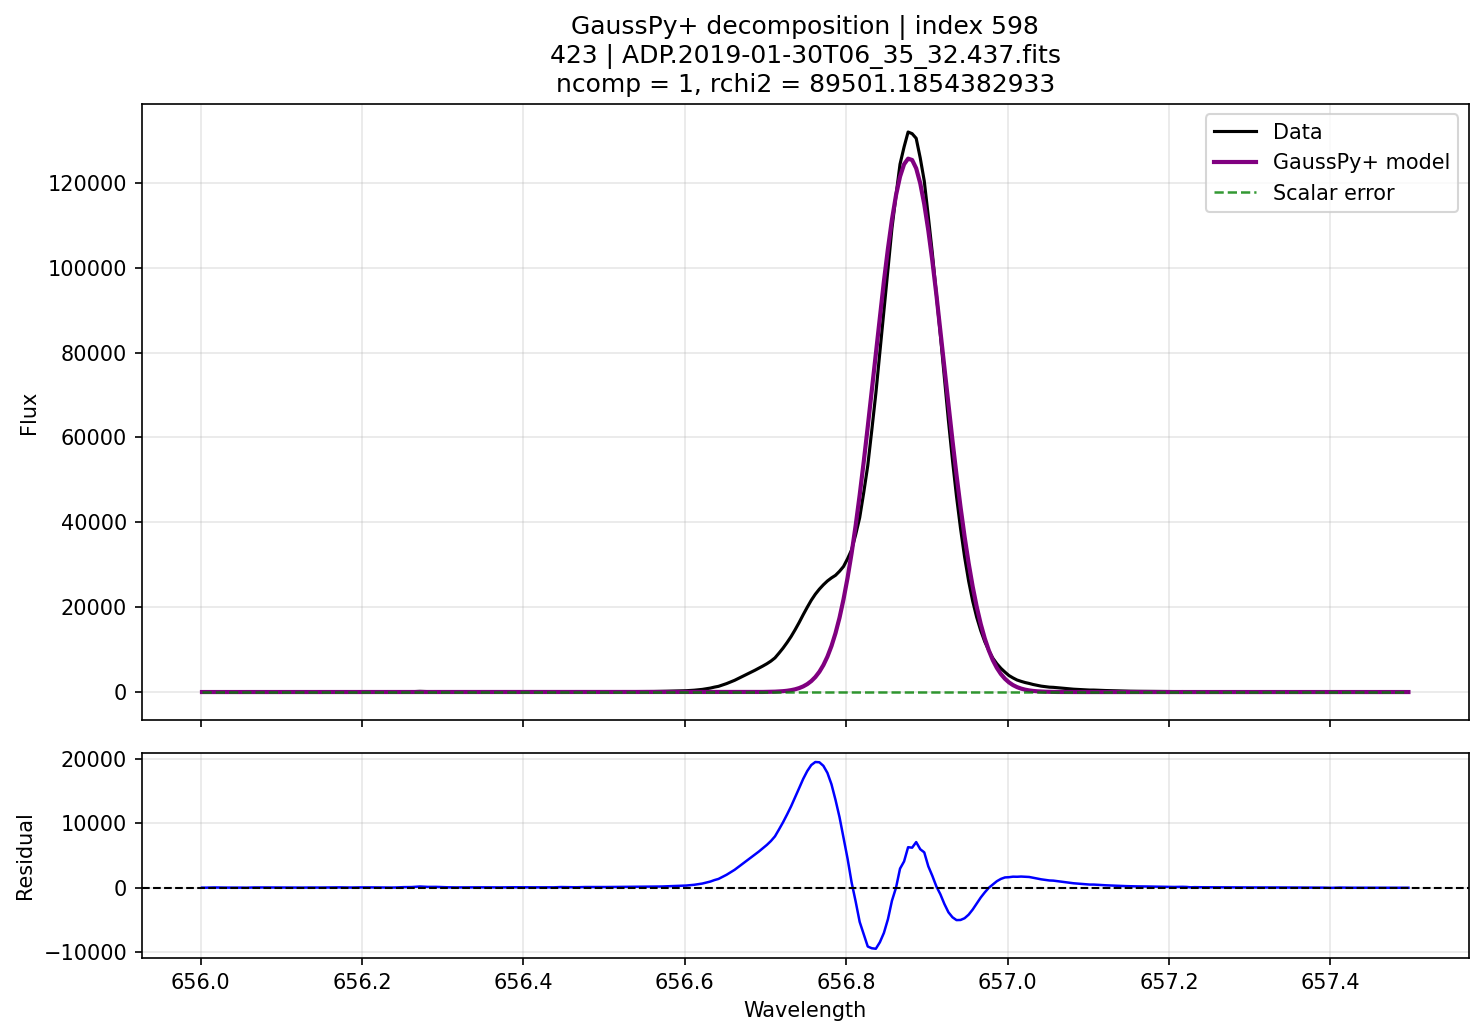 GaussPy+ decomposition | index 598
423 | ADP.2019-01-30T06_35_32.437.fits
ncomp = 1, rchi2 = 89501.1854382933
Data
GaussPy+ model
Scalar error
Flux
120000
100000
80000
60000
40000
20000
0
Residual
20000
10000
0
−10000
656.0 656.2 656.4 656.6 656.8 657.0 657.2 657.4
Wavelength